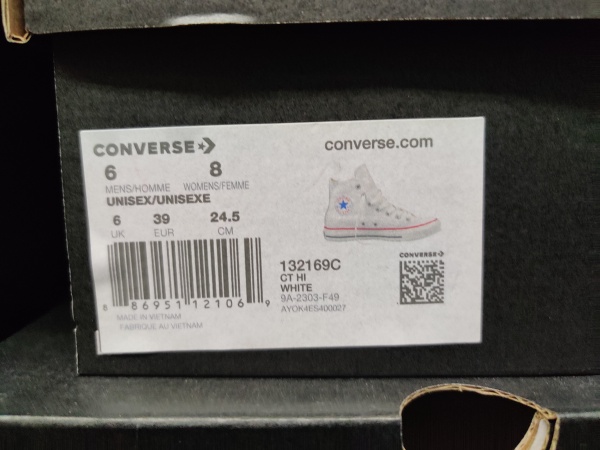 CONVERSE
converse.com
6 8
MENS/HOMME WOMENS/FEMME
UNISEX/UNISEXE
6 39 24.5
UK EUR CM
132169C
CT HI
WHITE
9A-2303-F49
AYOK4ES400027
CONVERSE
8 86951 12106 9
MADE IN VIETNAM
FABRIQUE AU VIETNAM